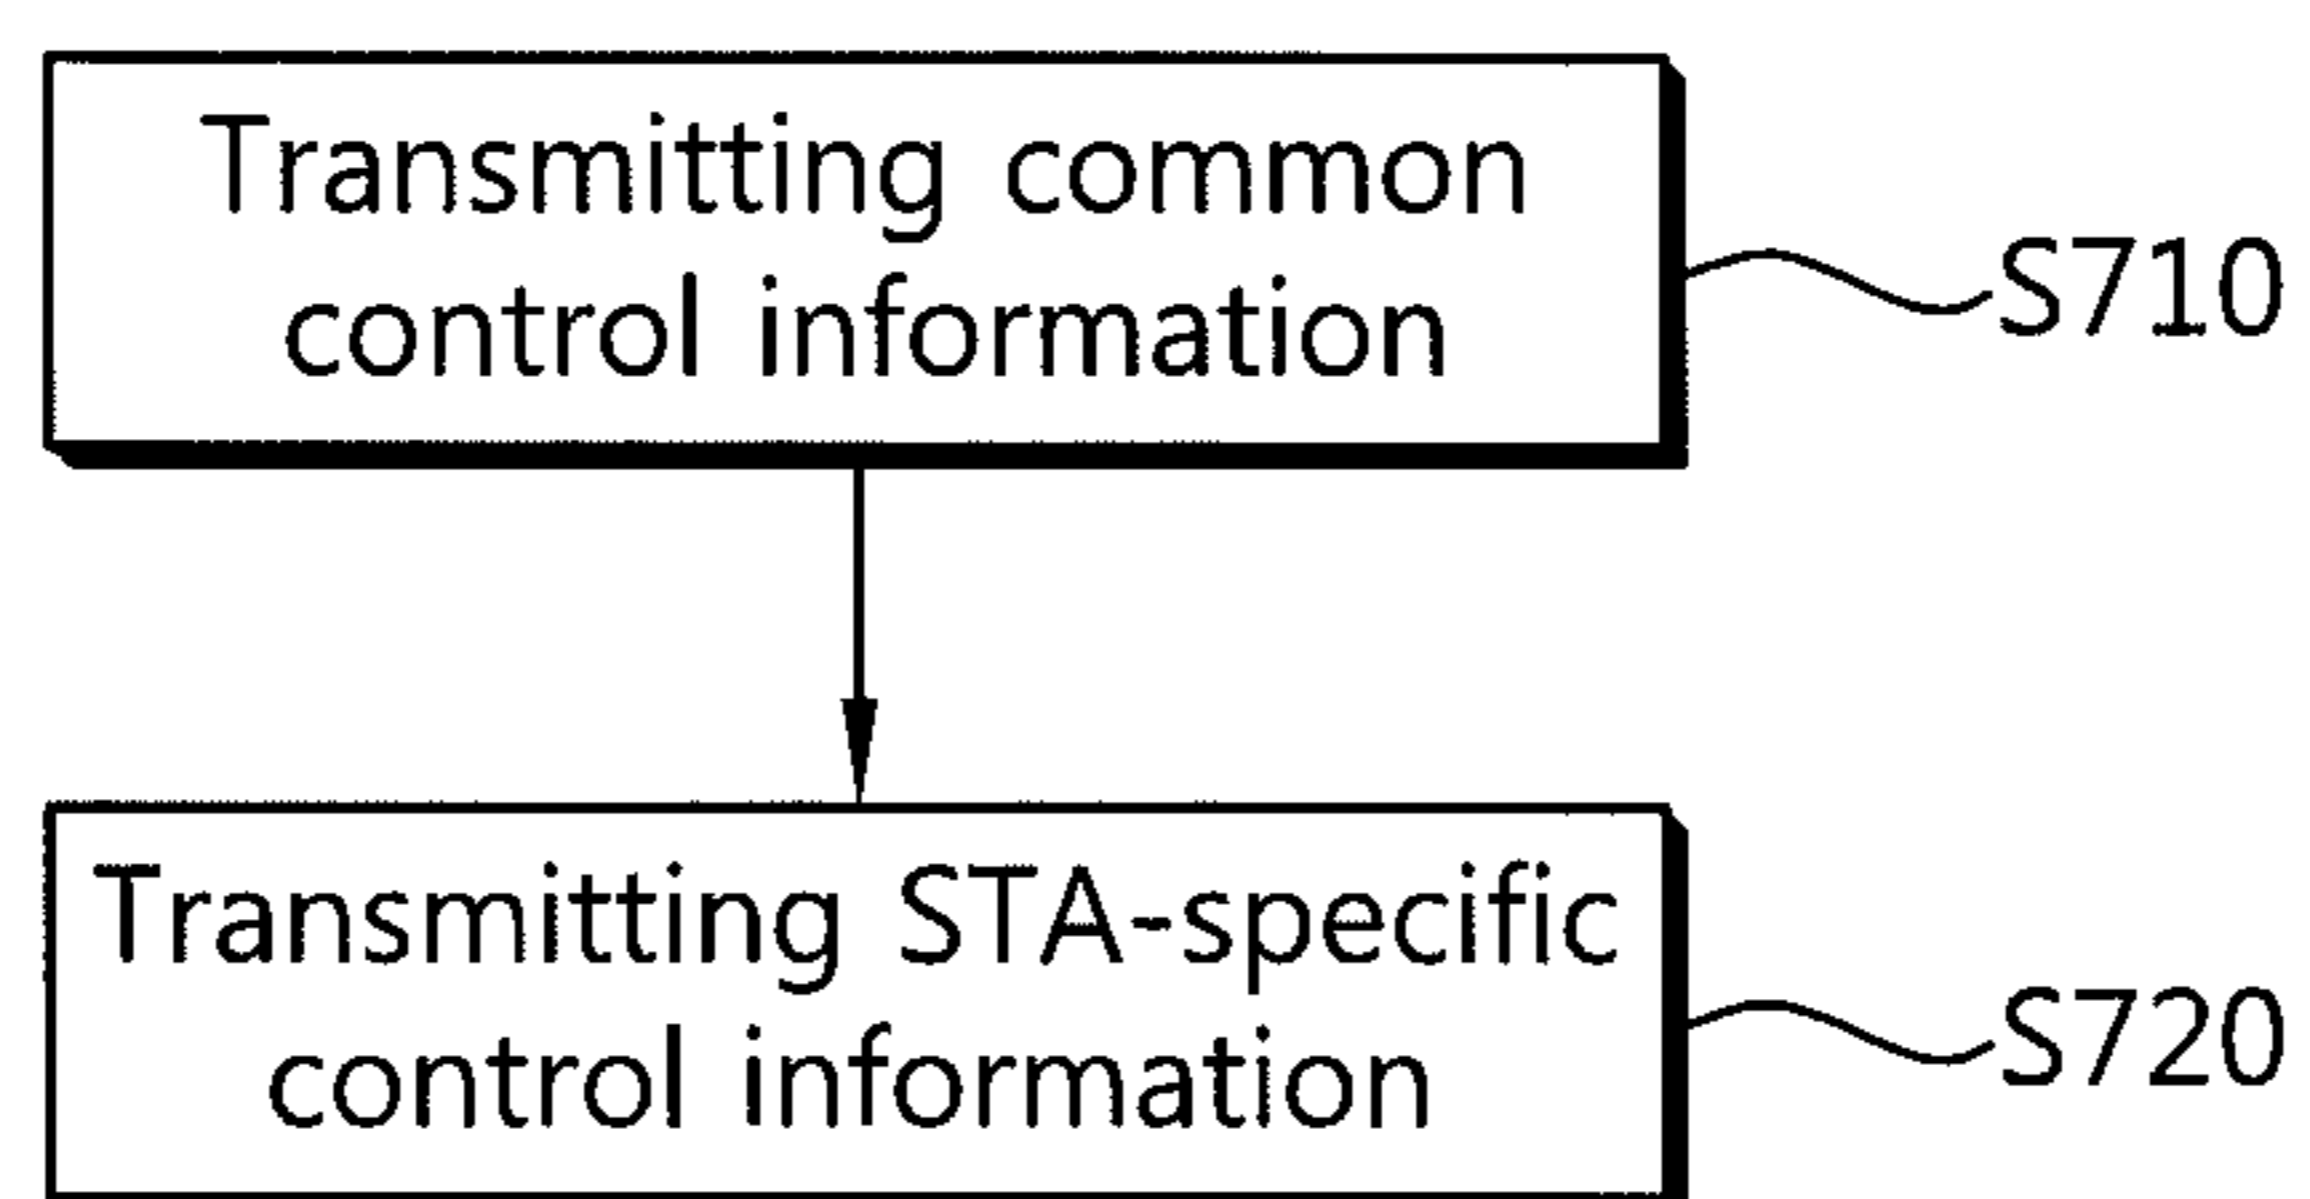 Transmitting common
control information
S710
Transmitting STA-specific
control information
S720